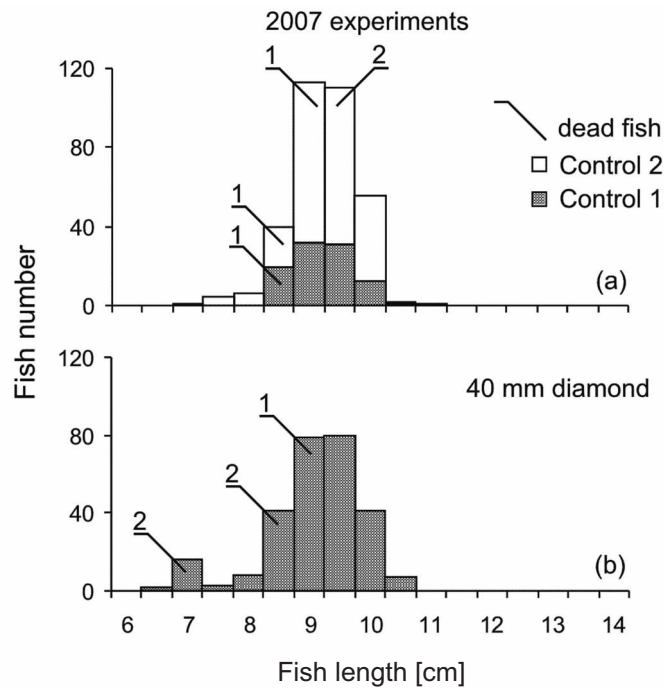 2007 experiments
1
2
120
dead fish
Control 2
Control 1
80
1
1
40
0
(a)
Fish number
120
40 mm diamond
1
80
2
2
40
0
(b)
6 7 8 9 10 11 12 13 14
Fish length [cm]